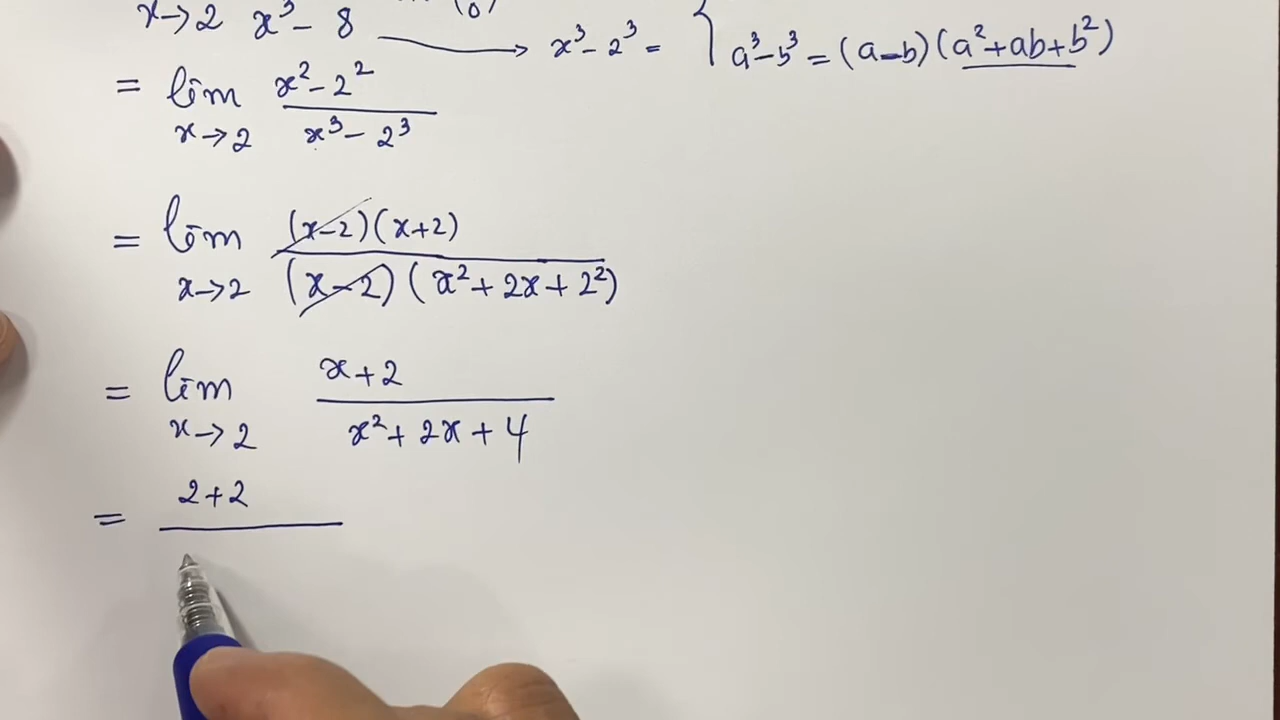 x→2 x³ - 8 → x³ - 2³ = { a³ - b³ = (a - b)(a² + ab + b²)
= lim x² - 2²
x→2 x³ - 2³
= lim (x - 2)(x + 2)
x→2 (x - 2)(x² + 2x + 2²)
= lim x + 2
x→2 x² + 2x + 4
= 2 + 2